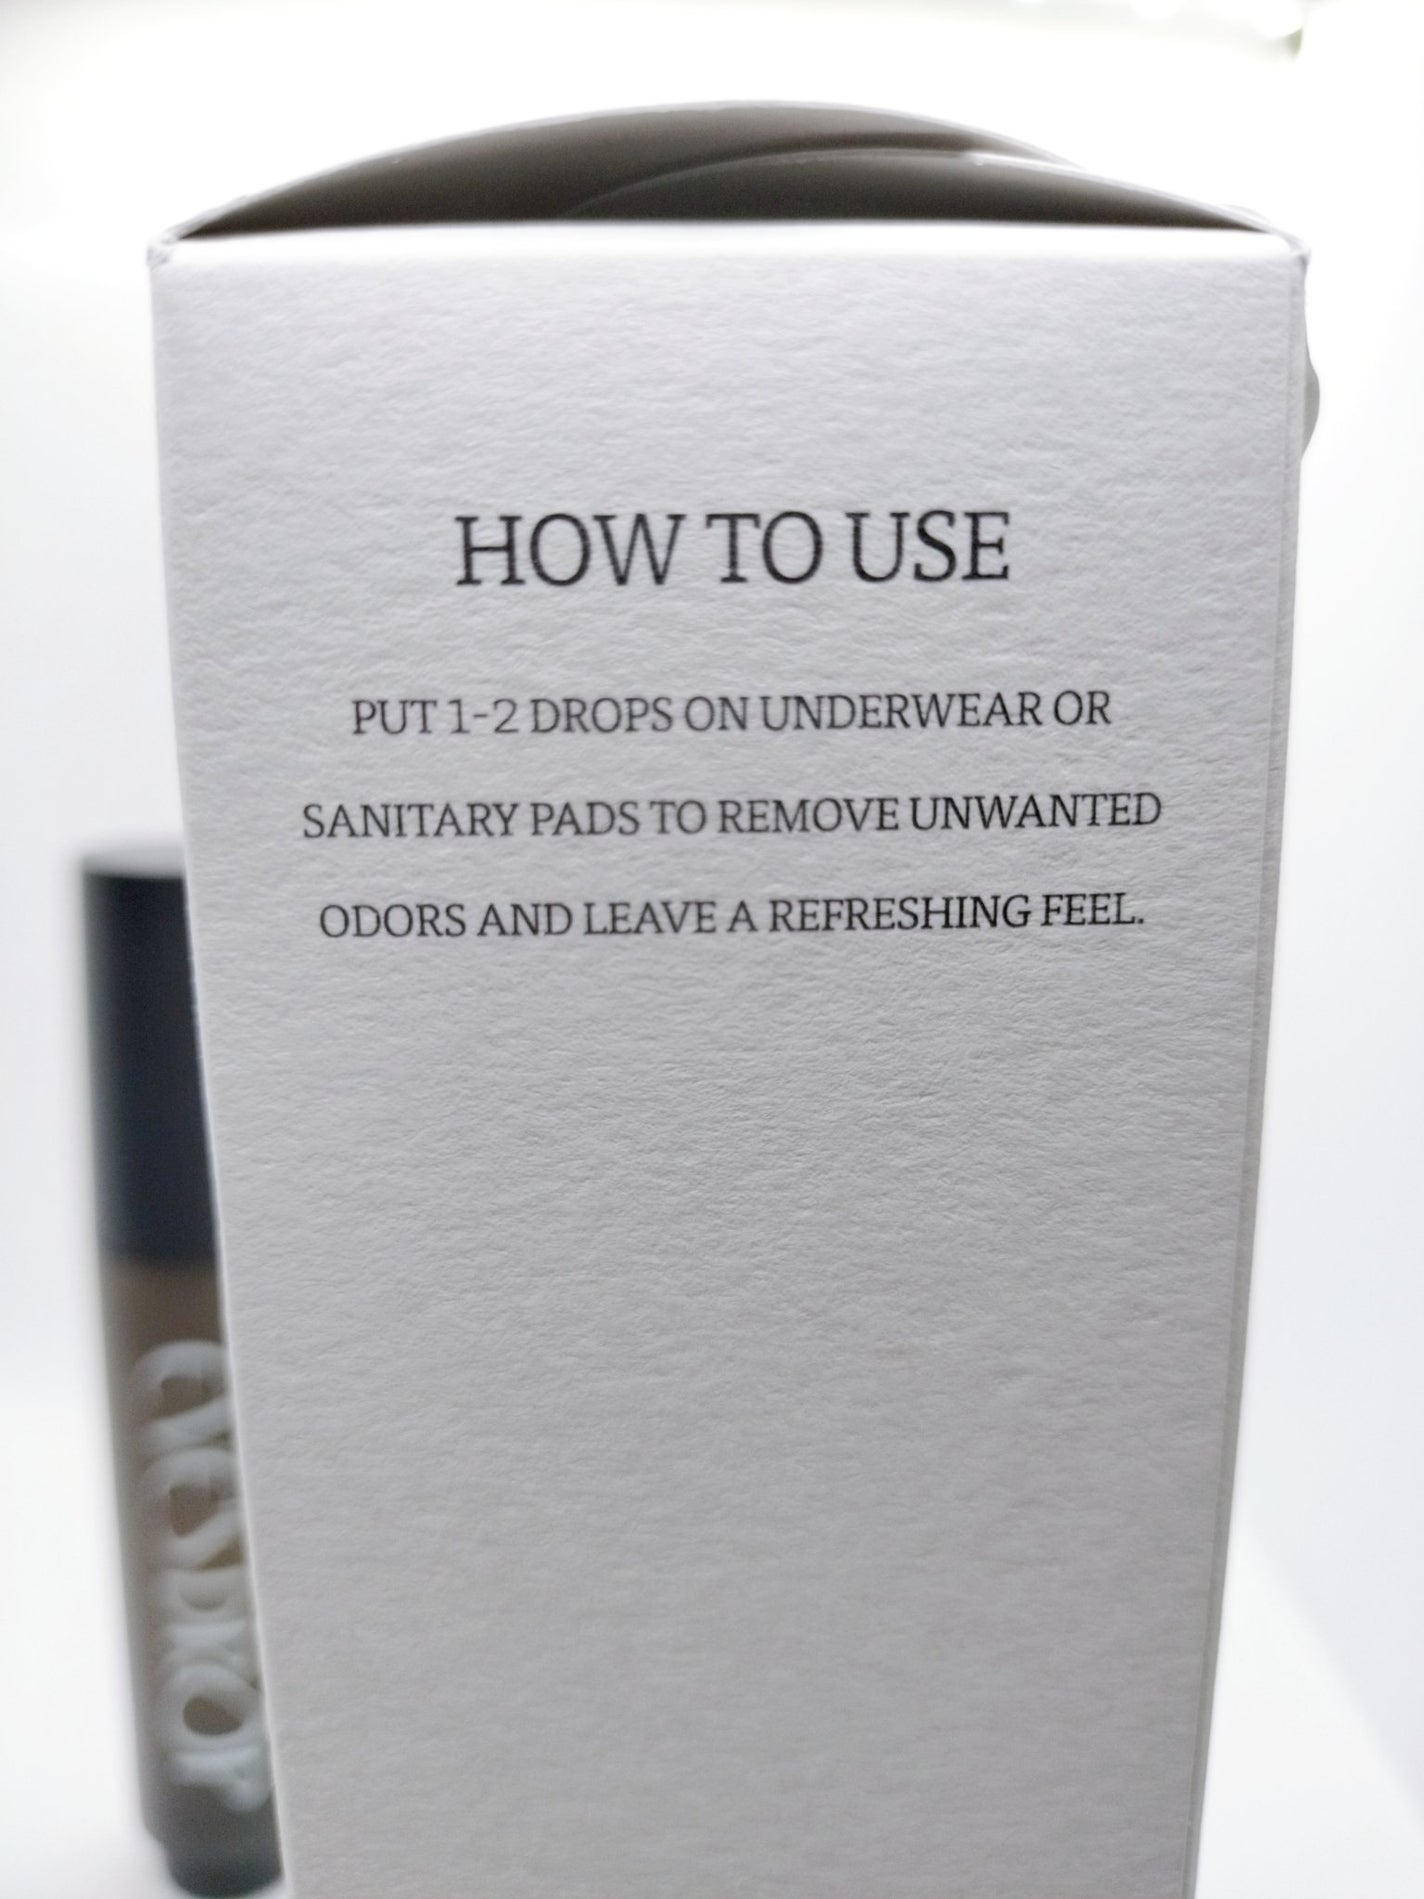 HOW TO USE
PUT 1-2 DROPS ON UNDERWEAR OR
SANITARY PADS TO REMOVE UNWANTED
ODORS AND LEAVE A REFRESHING FEEL.